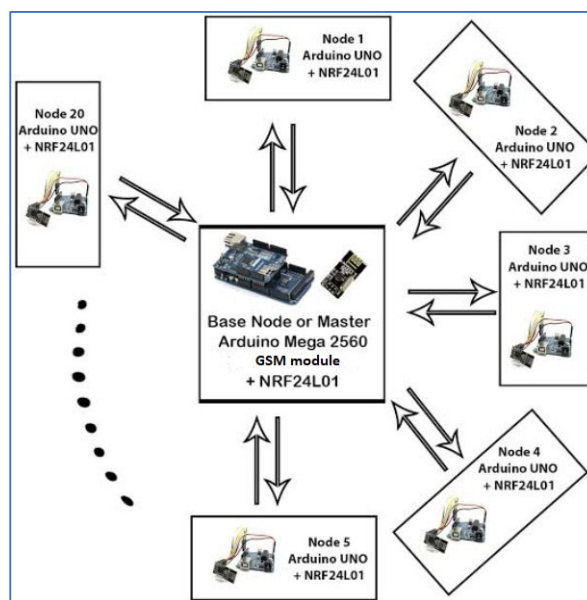 Node 1
Arduino UNO
+ NRF24L01
Node 2
Arduino UNO
+ NRF24L01
Node 20
Arduino UNO
+ NRF24L01
Node 3
Arduino UNO
+ NRF24L01
Base Node or Master
Arduino Mega 2560
GSM module
+ NRF24L01
Node 4
Arduino UNO
+ NRF24L01
Node 5
Arduino UNO
+ NRF24L01